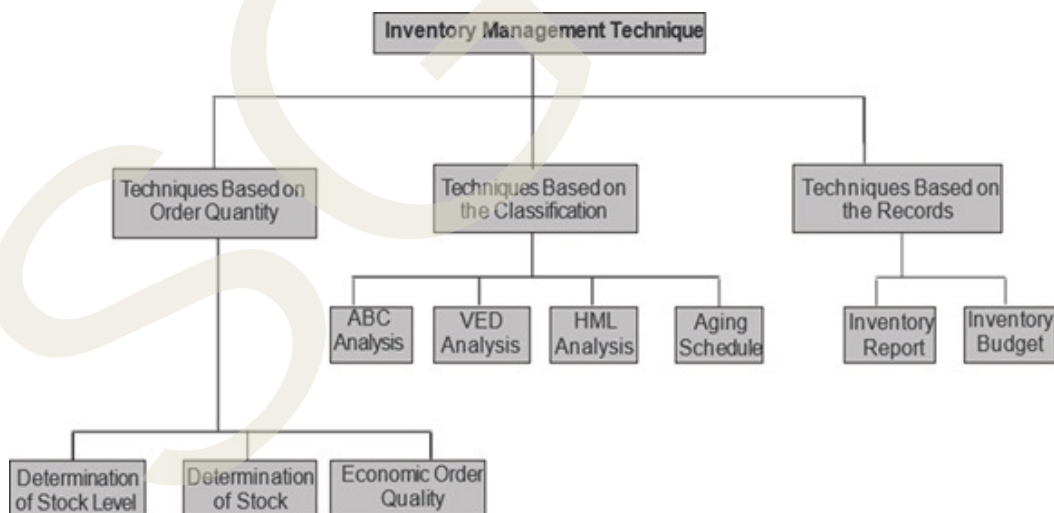 Inventory Management Technique
Techniques Based on
Order Quantity
Techniques Based on
the Classification
Techniques Based on
the Records
ABC
Analysis
VED
Analysis
HML
Analysis
Aging
Schedule
Inventory
Report
Inventory
Budget
Determination
of Stock Level
Determination
of Stock
Economic Order
Quality